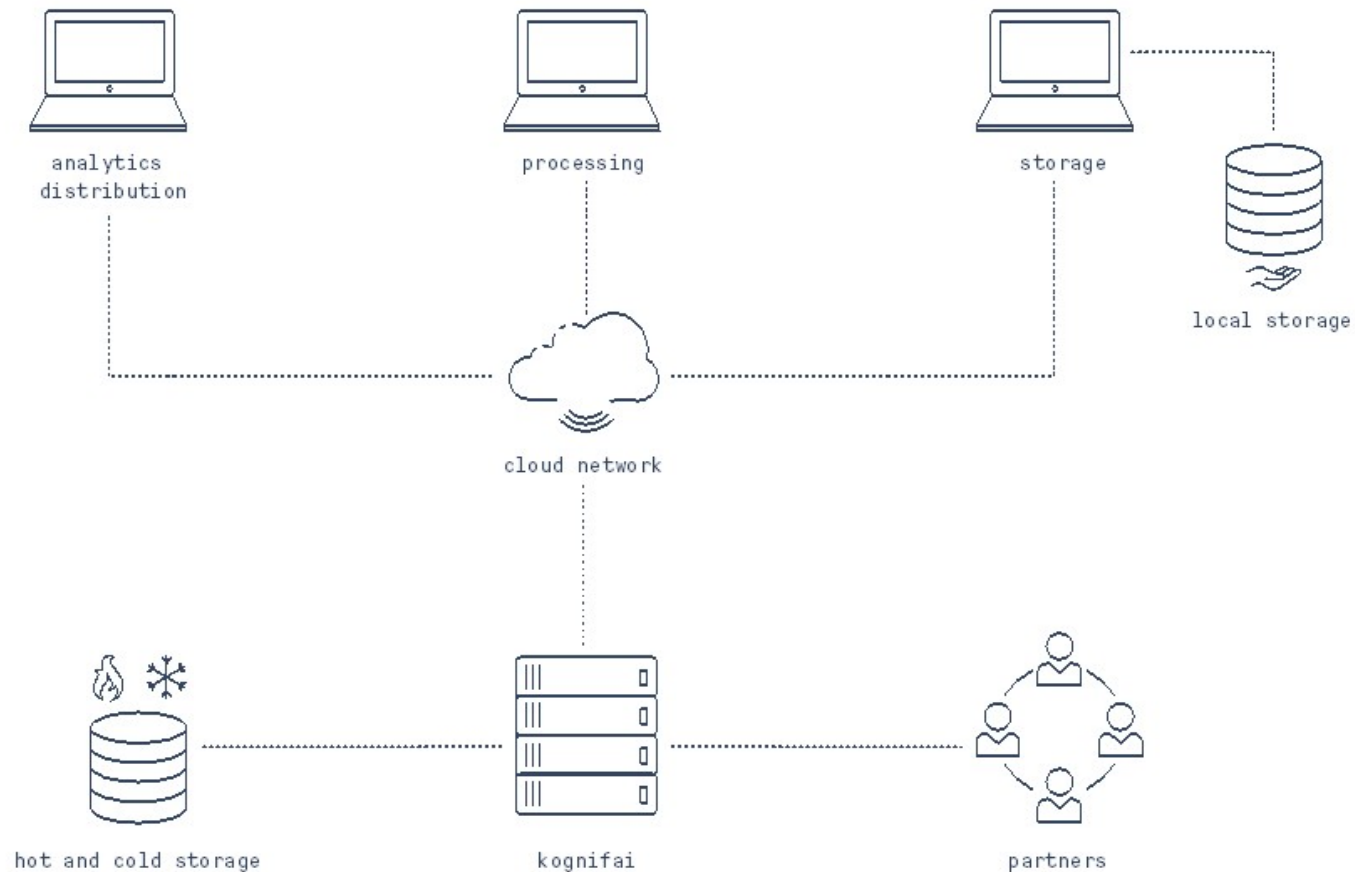 analytics
distribution
processing
storage
local storage
cloud network
hot and cold storage
kognifai
partners